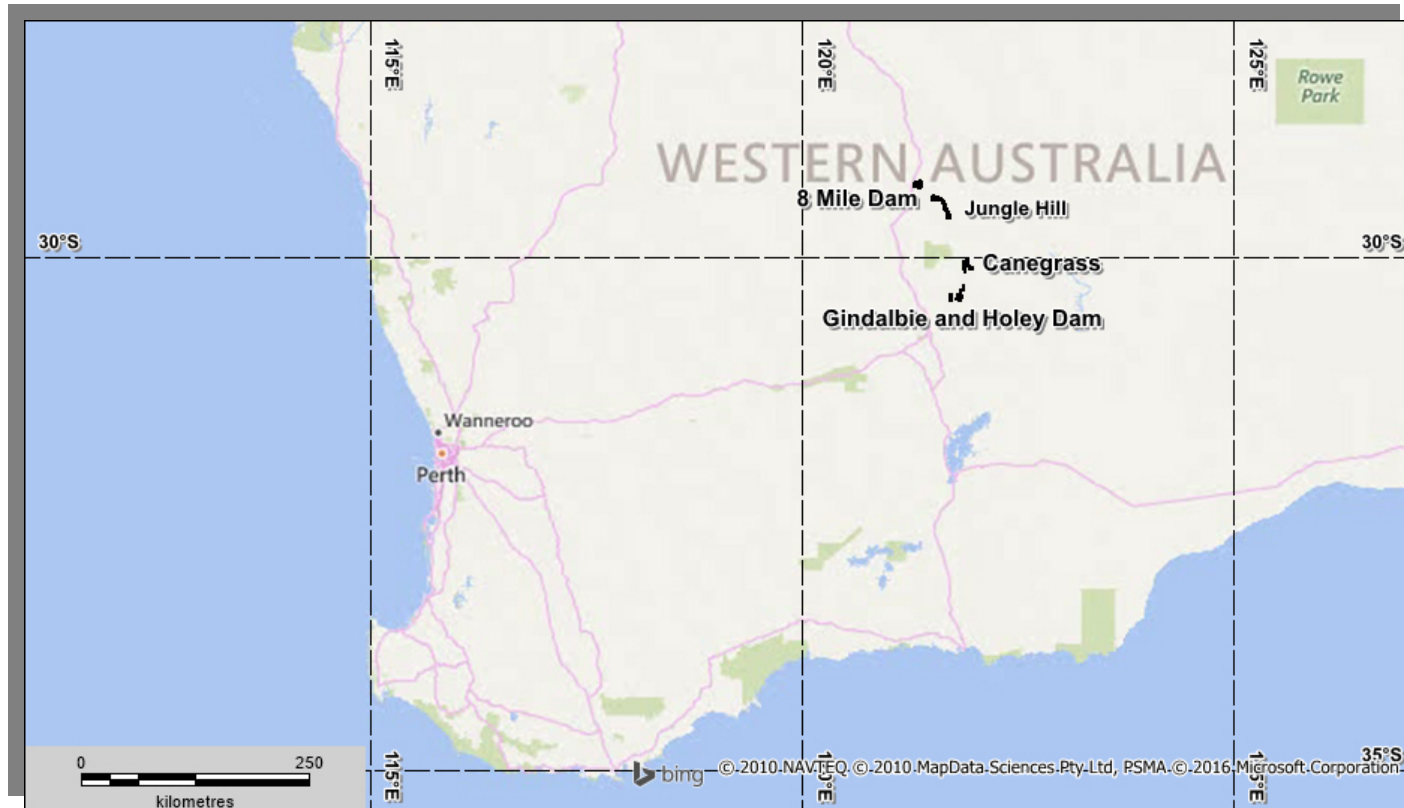 115°E
120°E
125°E
Rowe
Park
WESTERN AUSTRALIA
8 Mile Dam
Jungle Hill
30°S
30°S
Canegrass
Gindalbie and Holey Dam
Wanneroo
Perth
0 250
kilometres
115°E
bing
120°E
© 2010 NAVTEQ © 2010 MapData Sciences Pty Ltd, PSMA © 2016 Microsoft Corporation
125°E
35°S